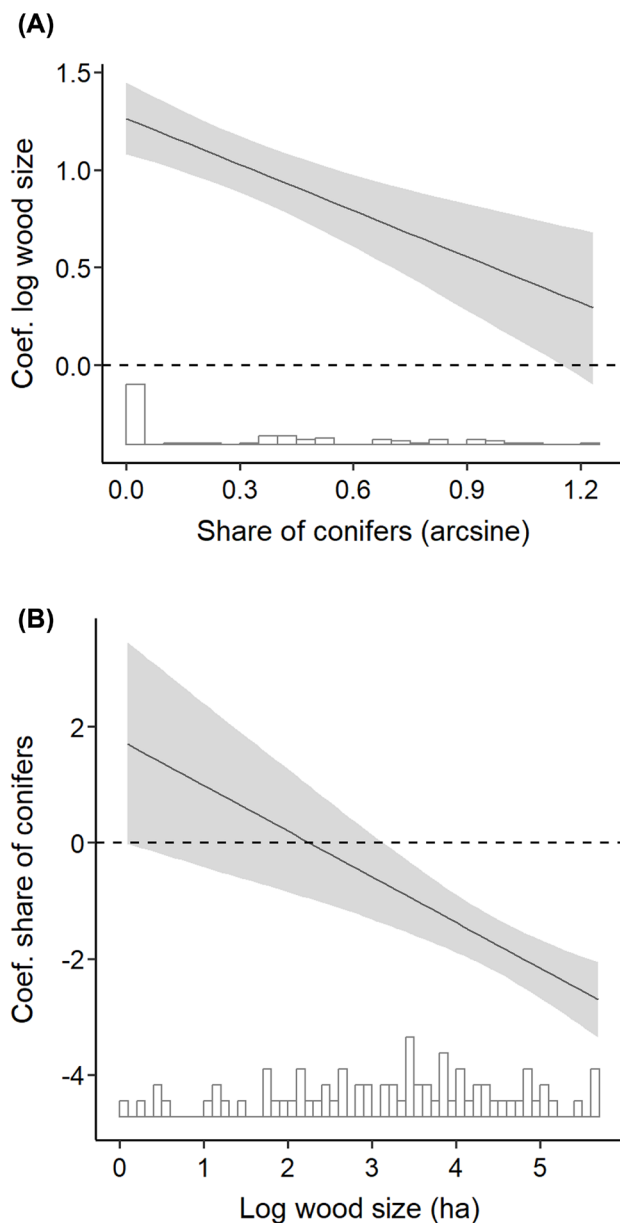 (A)
Coef. log wood size
1.5
1.0
0.5
0.0
0.0 0.3 0.6 0.9 1.2
Share of conifers (arcsine)
(B)
Coef. share of conifers
2
0
-2
-4
0 1 2 3 4 5
Log wood size (ha)